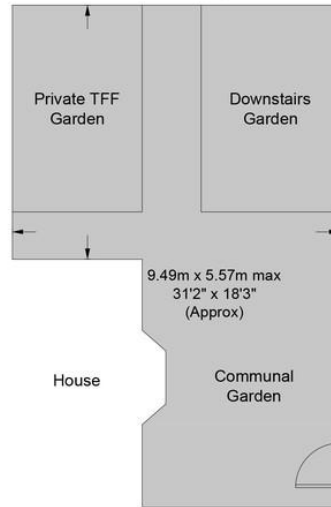 Private TFF
Garden
Downstairs
Garden
9.49m x 5.57m max
31'2" x 18'3"
(Approx)
House
Communal
Garden